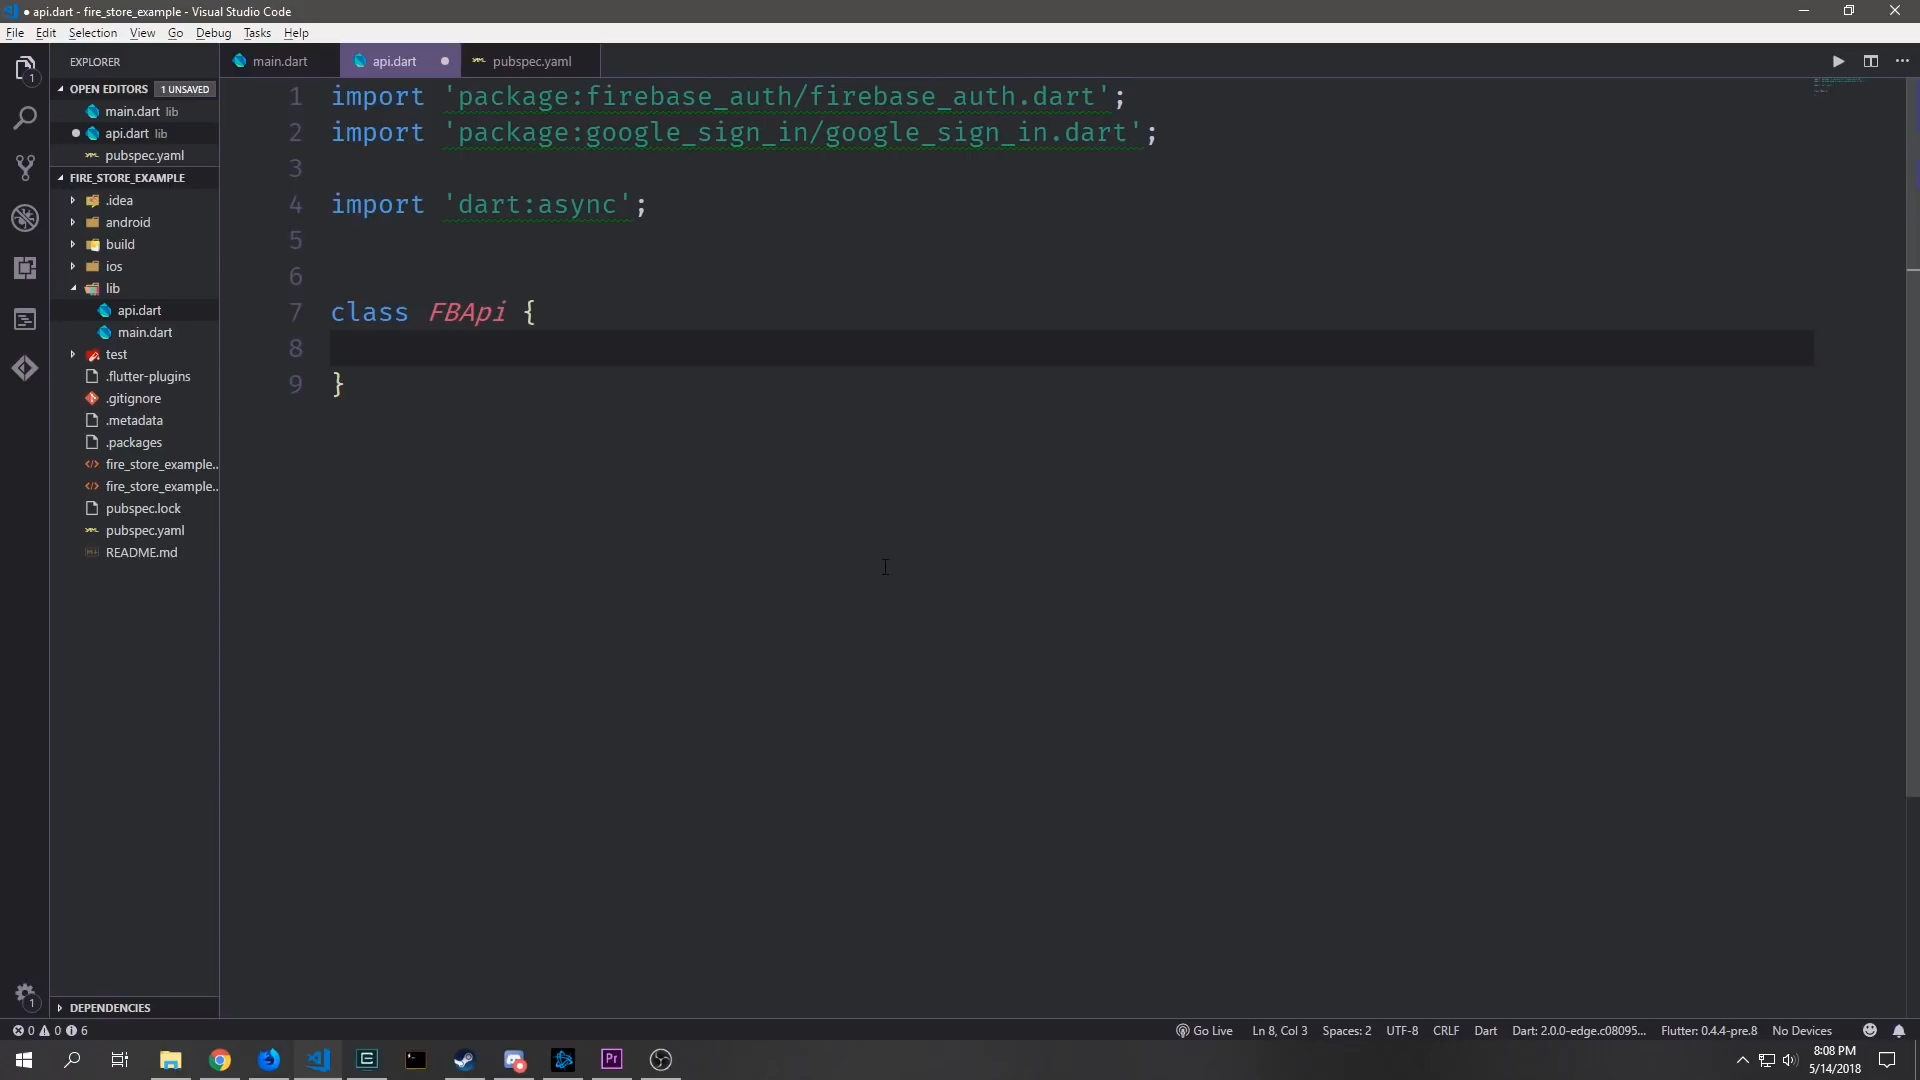 ● api.dart - fire_store_example - Visual Studio Code
File Edit Selection View Go Debug Tasks Help
EXPLORER
OPEN EDITORS 1 UNSAVED
main.dart lib
api.dart lib
pubspec.yaml
FIRE_STORE_EXAMPLE
.idea
android
build
ios
lib
api.dart
main.dart
test
.flutter-plugins
.gitignore
.metadata
.packages
fire_store_example..
fire_store_example..
pubspec.lock
pubspec.yaml
README.md
DEPENDENCIES
1
1
main.dart api.dart pubspec.yaml
1 import 'package:firebase_auth/firebase_auth.dart';
2 import 'package:google_sign_in/google_sign_in.dart';
3
4 import 'dart:async';
5
6
7 class FBApi {
8
9 }
0 0 6 Go Live Ln 8, Col 3 Spaces: 2 UTF-8 CRLF Dart Dart: 2.0.0-edge.c08095... Flutter: 0.4.4-pre.8 No Devices
Pr
8:08 PM
5/14/2018